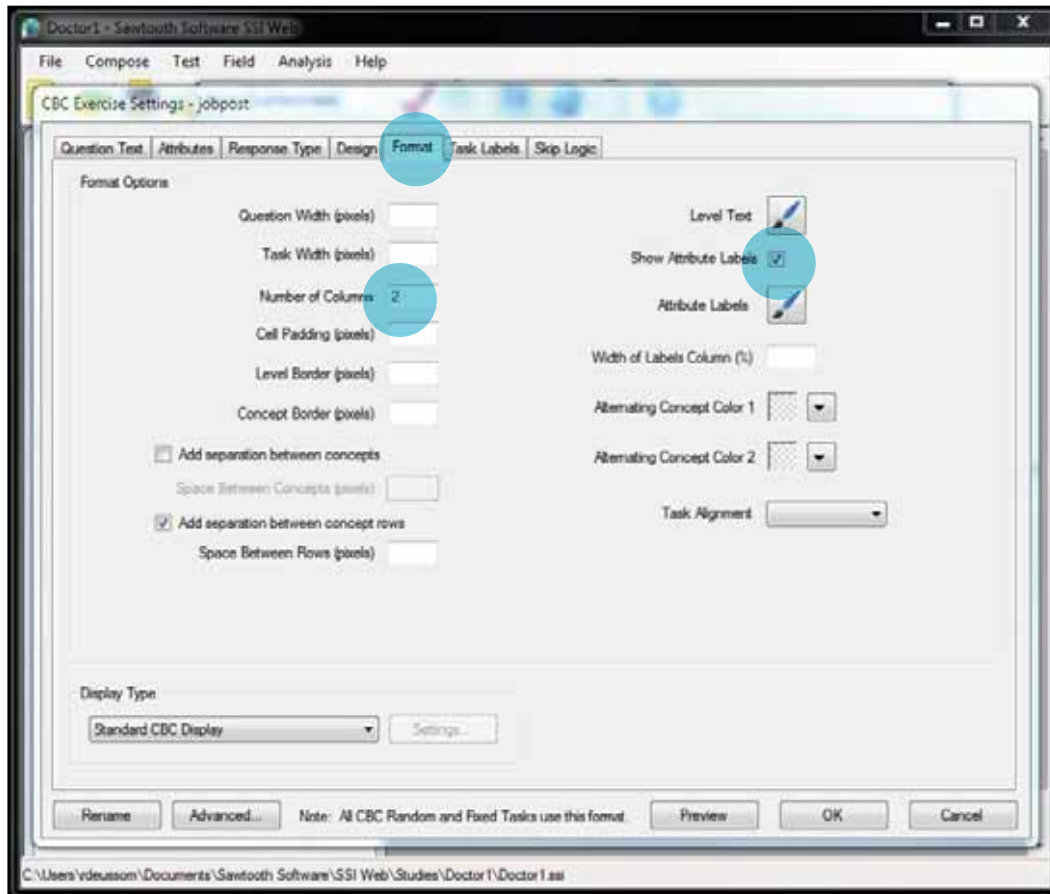 Doctor1 - Sawtooth Software SSI Web
File Compose Test Field Analysis Help
CBC Exercise Settings - jobpost
Question Text Attributes Response Type Design Format Task Labels Skip Logic
Format Options
Question Width (pixels)
Level Text
Task Width (pixels)
Show Attribute Labels
Number of Columns 2
Attribute Labels
Cell Padding (pixels)
Width of Labels Column (%)
Level Border (pixels)
Alternating Concept Color 1
Concept Border (pixels)
Add separation between concepts
Alternating Concept Color 2
Space Between Concepts (pixels)
Task Alignment
Add separation between concept rows
Space Between Rows (pixels)
Display Type
Standard CBC Display Settings...
Rename Advanced... Note: All CBC Random and Fixed Tasks use this format Preview OK Cancel
C:\Users\rdeussom\Documents\Sawtooth Software\SSI Web\Studies\Doctor1\Doctor1.ssi